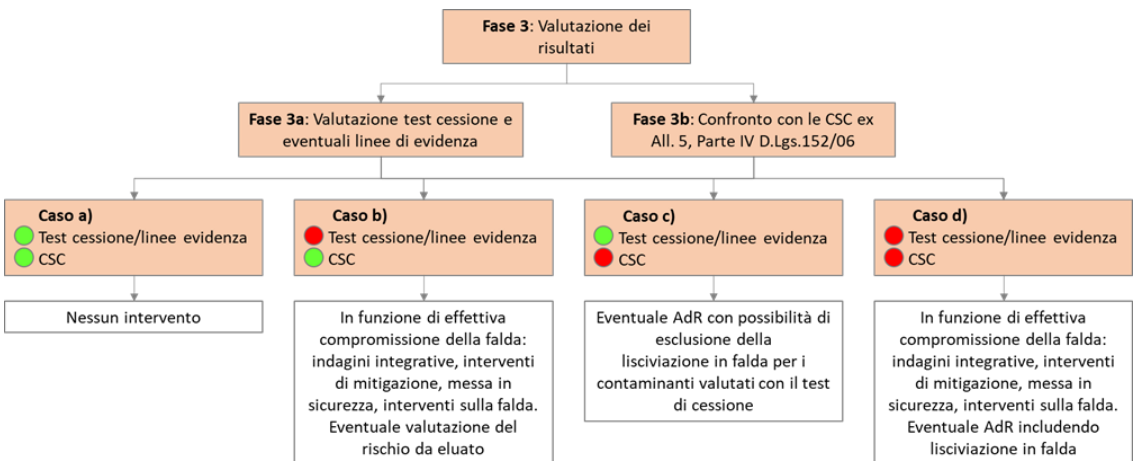 Fase 3: Valutazione dei
risultati
Fase 3a: Valutazione test cessione e
eventuali linee di evidenza
Fase 3b: Confronto con le CSC ex
All. 5, Parte IV D.Lgs.152/06
Caso a)
Test cessione/linee evidenza
CSC
Caso b)
Test cessione/linee evidenza
CSC
Caso c)
Test cessione/linee evidenza
CSC
Caso d)
Test cessione/linee evidenza
CSC
Nessun intervento
In funzione di effettiva
compromissione della falda:
indagini integrative, interventi
di mitigazione, messa in
sicurezza, interventi sulla falda.
Eventuale valutazione del
rischio da eluato
Eventuale AdR con possibilità di
esclusione della
lisciviazione in falda per i
contaminanti valutati con il test
di cessione
In funzione di effettiva
compromissione della falda:
indagini integrative, interventi
di mitigazione, messa in
sicurezza, interventi sulla falda.
Eventuale AdR includendo
lisciviazione in falda